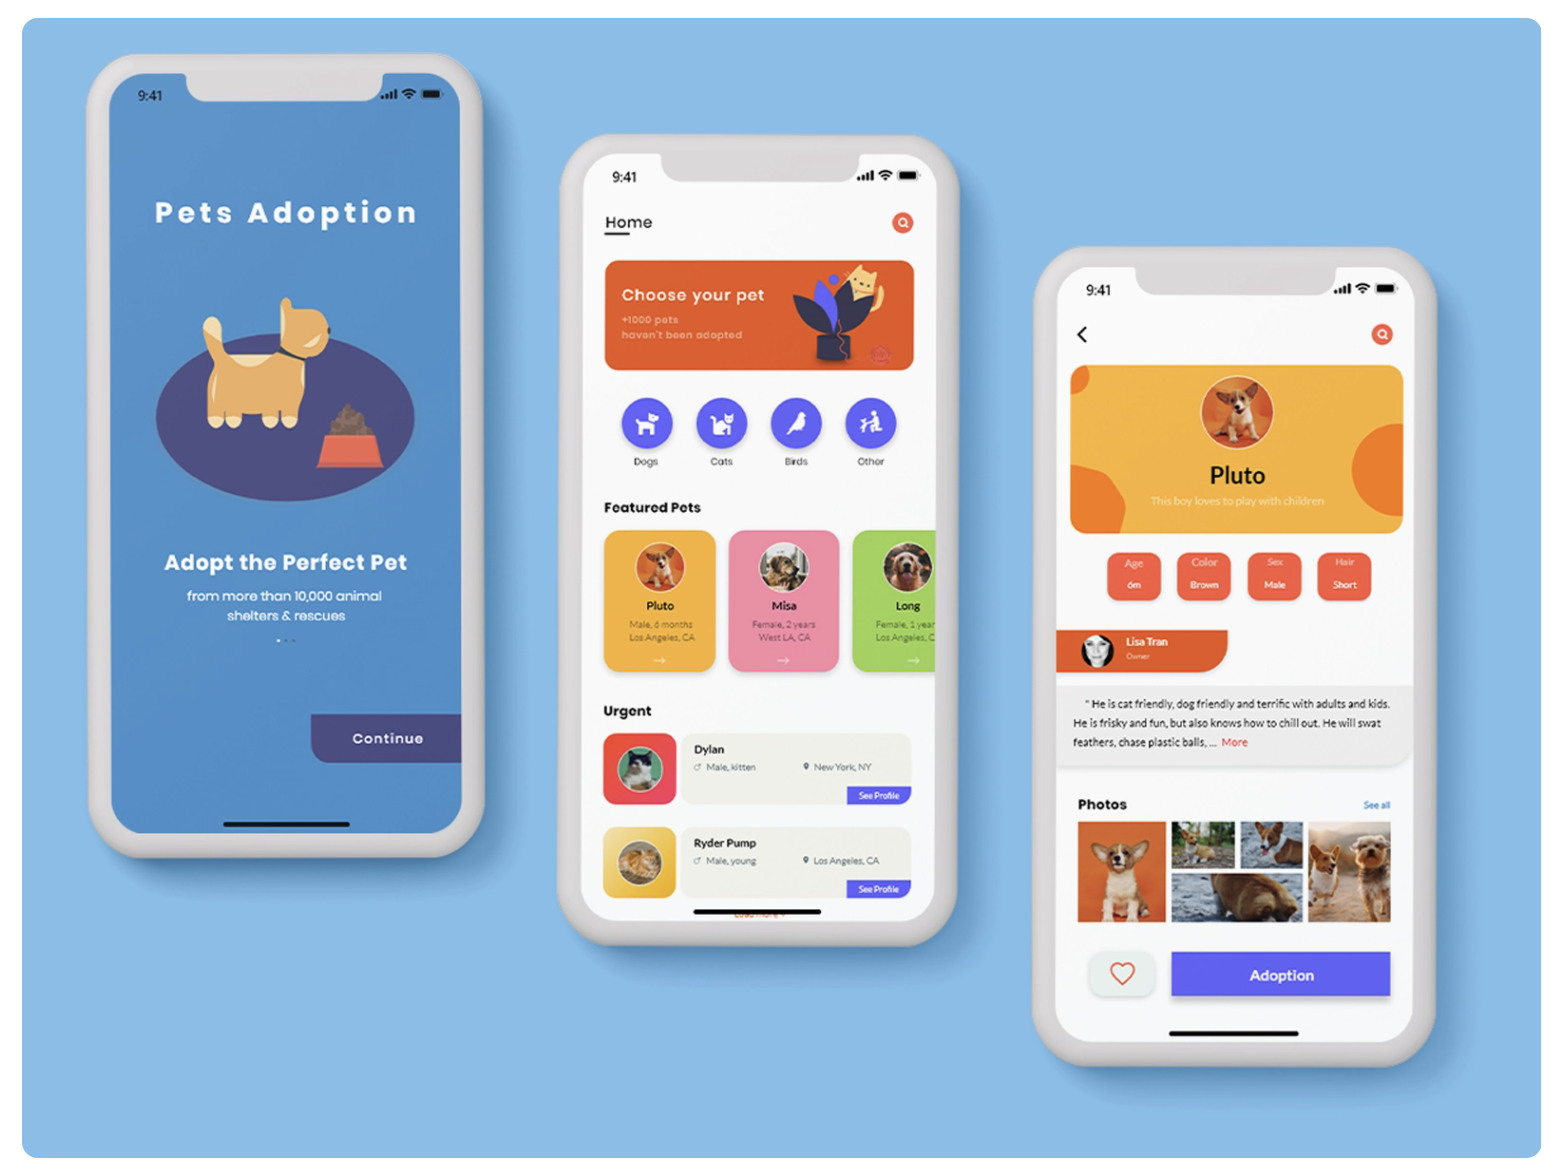 9:41
Pets Adoption
Adopt the Perfect Pet
from more than 10,000 animal
shelters & rescues
Continue
9:41
Home
Choose your pet
+1000 pets
haven't been adopted
Dogs
Cats
Birds
Othor
Featured Pets
Pluto
Male, 6 months
Los Angeles, CA
Misa
Female, 2 years
West LA, CA
Long
Female, 1 year
Los Angeles, C
Urgent
Dylan
Male, kitten
New York, NY
See Profile
Ryder Pump
Male, young
Los Angeles, CA
See Profile
Load more +
9:41
Pluto
This boy loves to play with children
Age
6m
Color
Brown
Sex
Male
Hair
Short
Lisa Tran
Owner
" He is cat friendly, dog friendly and terrific with adults and kids.
He is frisky and fun, but also knows how to chill out. He will swat
feathers, chase plastic balls, ... More
Photos
See all
Adoption